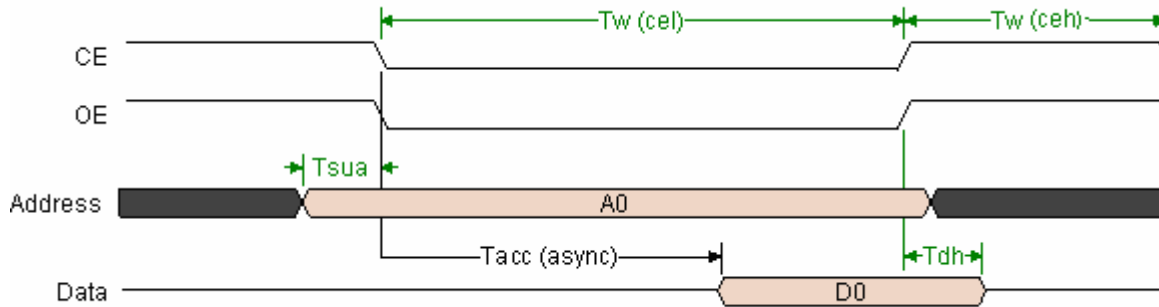 Tw (cel) Tw (ceh)
CE
OE
Tsua
Address A0
Tacc (async) Tdh
Data D0